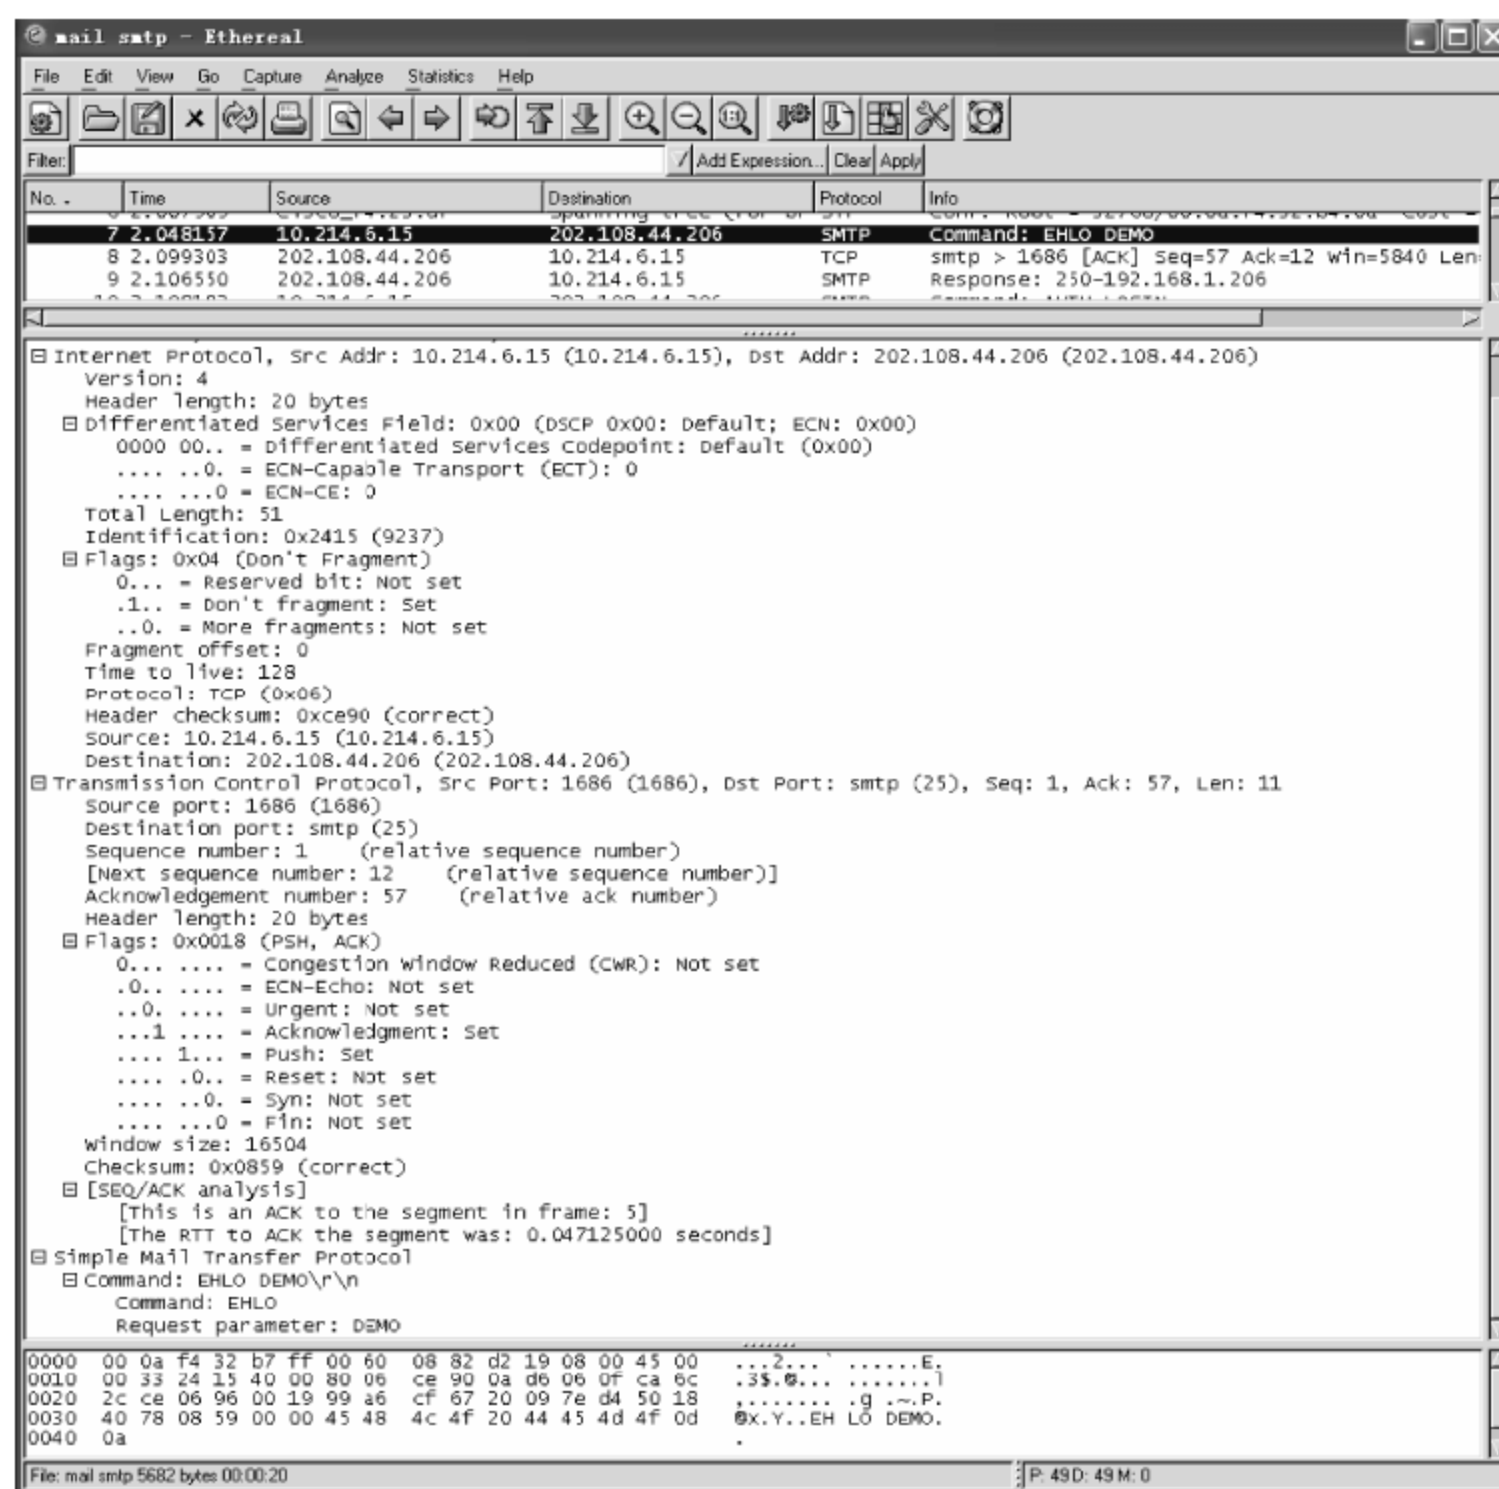 mail smtp - Ethereal
File Edit View Go Capture Analyze Statistics Help
Filter: Add Expression... Clear Apply
No. . Time Source Destination Protocol Info
7 2.048157 10.214.6.15 202.108.44.206 SMTP Command: EHLO DEMO
8 2.099303 202.108.44.206 10.214.6.15 TCP smtp > 1686 [ACK] Seq=57 Ack=12 Win=5840 Len
9 2.106550 202.108.44.206 10.214.6.15 SMTP Response: 250-192.168.1.206
Internet Protocol, Src Addr: 10.214.6.15 (10.214.6.15), Dst Addr: 202.108.44.206 (202.108.44.206)
Version: 4
Header length: 20 bytes
Differentiated Services Field: 0x00 (DSCP 0x00: Default; ECN: 0x00)
0000 00.. = Differentiated Services Codepoint: Default (0x00)
.... ..0. = ECN-Capable Transport (ECT): 0
.... ...0 = ECN-CE: 0
Total Length: 51
Identification: 0x2415 (9237)
Flags: 0x04 (Don't Fragment)
0... = Reserved bit: Not set
.1.. = Don't fragment: Set
..0. = More fragments: Not set
Fragment offset: 0
Time to live: 128
Protocol: TCP (0x06)
Header checksum: 0xce90 (correct)
Source: 10.214.6.15 (10.214.6.15)
Destination: 202.108.44.206 (202.108.44.206)
Transmission Control Protocol, Src Port: 1686 (1686), Dst Port: smtp (25), Seq: 1, Ack: 57, Len: 11
Source port: 1686 (1686)
Destination port: smtp (25)
Sequence number: 1 (relative sequence number)
[Next sequence number: 12 (relative sequence number)]
Acknowledgement number: 57 (relative ack number)
Header length: 20 bytes
Flags: 0x0018 (PSH, ACK)
0... .... = Congestion Window Reduced (CWR): Not set
.0.. .... = ECN-Echo: Not set
..0. .... = Urgent: Not set
...1 .... = Acknowledgment: Set
.... 1... = Push: Set
.... .0.. = Reset: Not set
.... ..0. = Syn: Not set
.... ...0 = Fin: Not set
Window size: 16504
Checksum: 0x0859 (correct)
[SEQ/ACK analysis]
[This is an ACK to the segment in frame: 5]
[The RTT to ACK the segment was: 0.047125000 seconds]
Simple Mail Transfer Protocol
Command: EHLO DEMO\r\n
Command: EHLO
Request parameter: DEMO
0000 00 0a f4 32 b7 ff 00 60 08 82 d2 19 08 00 45 00 ...2...` ......E.
0010 00 33 24 15 40 00 80 06 ce 90 0a d6 06 0f ca 6c .3$.@... .......l
0020 2c ce 06 96 00 19 99 a6 cf 67 20 09 7e d4 50 18 ,....... .g .~.P.
0030 40 78 08 59 00 00 45 48 4c 4f 20 44 45 4d 4f 0d @x.Y..EH LO DEMO.
0040 0a .
File: mail smtp 5682 bytes 00:00:20 P: 49 D: 49 M: 0